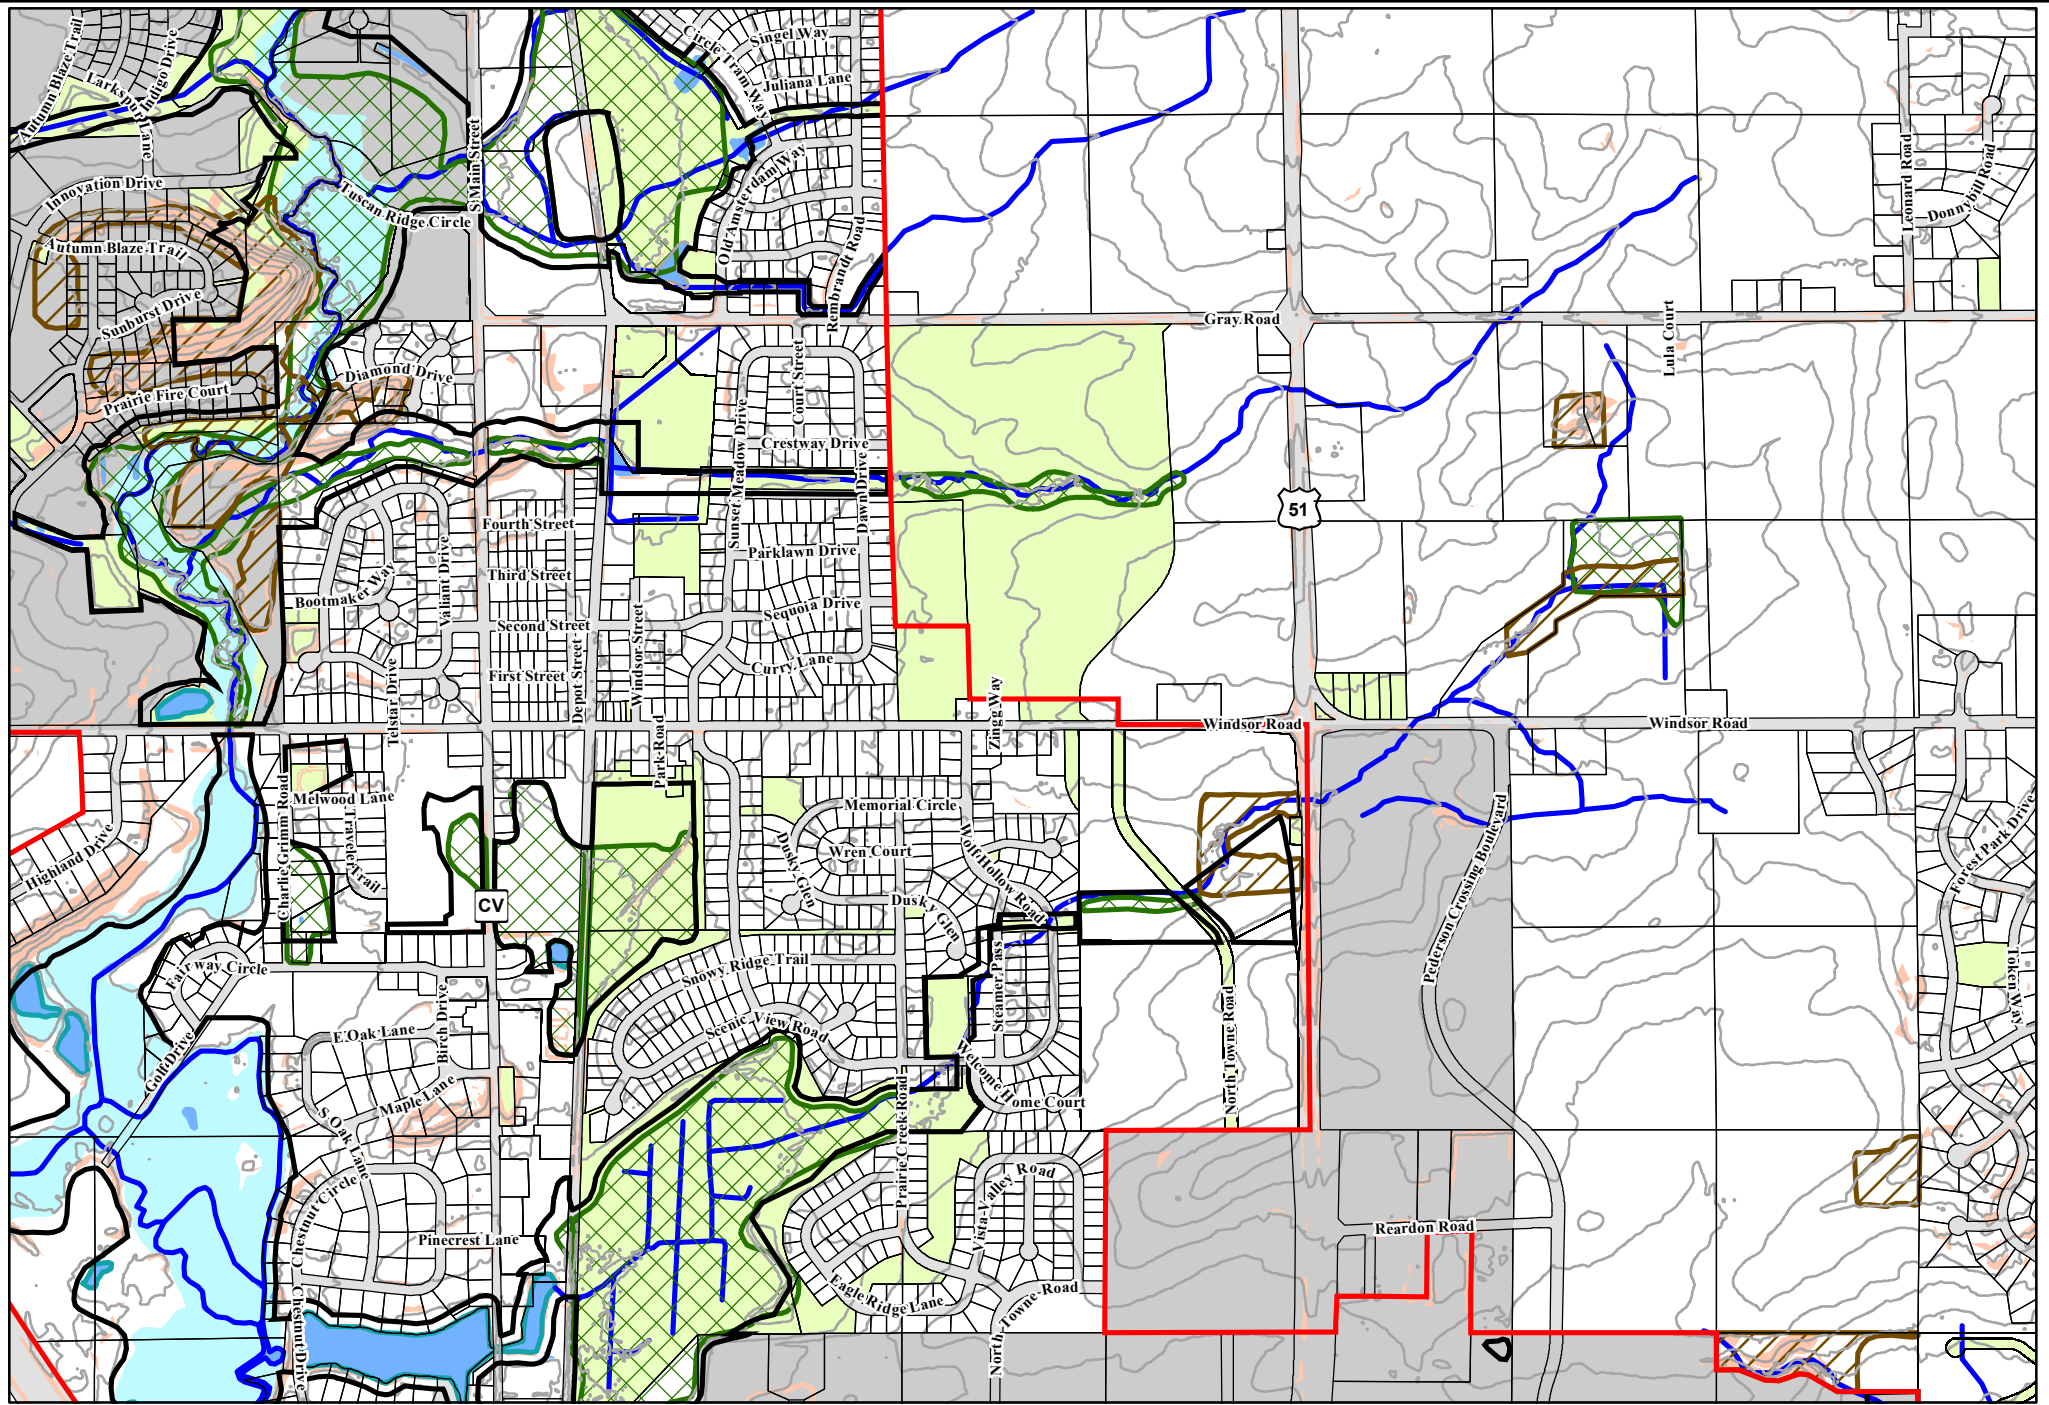 Autumn Blaze Trail
Larkspur Lane
Indigo Drive
Circle
Tram Way
Singel Way
Juliana Lane
S Main Street
Innovation Drive
Tuscan Ridge Circle
Old Amsterdam Way
Rembrandt Road
Leonard Road
Donnybill Road
Autumn Blaze Trail
Sunburst Drive
Gray Road
Lula Court
Diamond Drive
Prairie Fire Court
Court Street
Crestway Drive
Sunset Meadow Drive
Dawn Drive
51
Fourth Street
Parklawn Drive
Third Street
Bootmaker Way
Valiant Drive
Sequoia Drive
Second Street
Windsor Street
Depot Street
Curry Lane
First Street
Telstar Drive
Zingg Way
Windsor Road
Windsor Road
Park Road
Charlie Grimm Road
Melwood Lane
Traveler Trail
Highland Drive
Memorial Circle
Dusky Glen
Wren Court
Wolf Hollow Road
Dusky Glen
CV
Pederson Crossing Boulevard
Forest Park Drive
Token Way
Fairway Circle
Snowy Ridge Trail
Steamer Pass
Scenic View Road
Golf Drive
E Oak Lane
Birch Drive
North Towne Road
Maple Lane
S Oak Lane
Welcome Home Court
Prairie Creek Road
Vista Valley Road
Chestnut Circle
Pinecrest Lane
Reardon Road
Eagle Ridge Lane
North Towne Road
Chestnut Drive